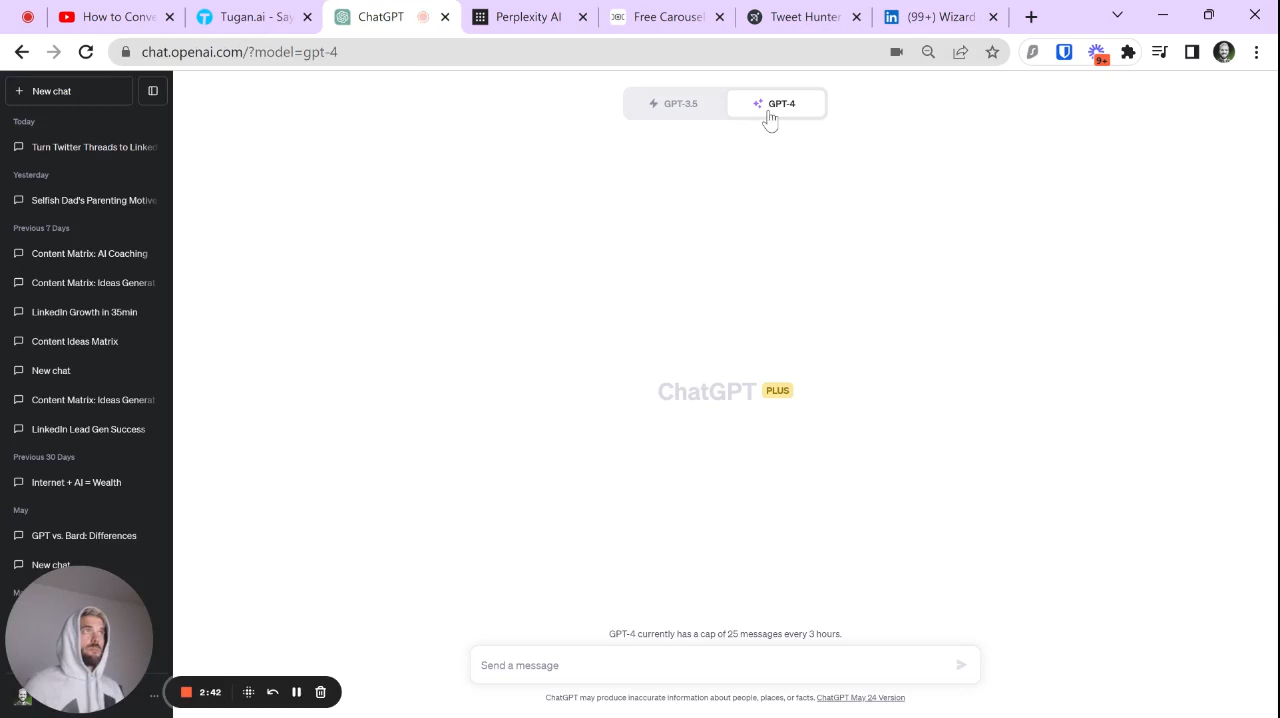 How to Conve
Tugan.ai - Say
ChatGPT
Perplexity AI
Free Carousel
Tweet Hunter
(99+) Wizard
chat.openai.com/?model=gpt-4
9+
New chat
Today
Turn Twitter Threads to Linked
Yesterday
Selfish Dad's Parenting Motive
Previous 7 Days
Content Matrix: AI Coaching
Content Matrix: Ideas Generat
LinkedIn Growth in 35min
Content Ideas Matrix
New chat
Content Matrix: Ideas Generat
LinkedIn Lead Gen Success
Previous 30 Days
Internet + AI = Wealth
May
GPT vs. Bard: Differences
New chat
GPT-3.5
GPT-4
ChatGPT PLUS
GPT-4 currently has a cap of 25 messages every 3 hours.
Send a message
ChatGPT may produce inaccurate information about people, places, or facts. ChatGPT May 24 Version
2:42